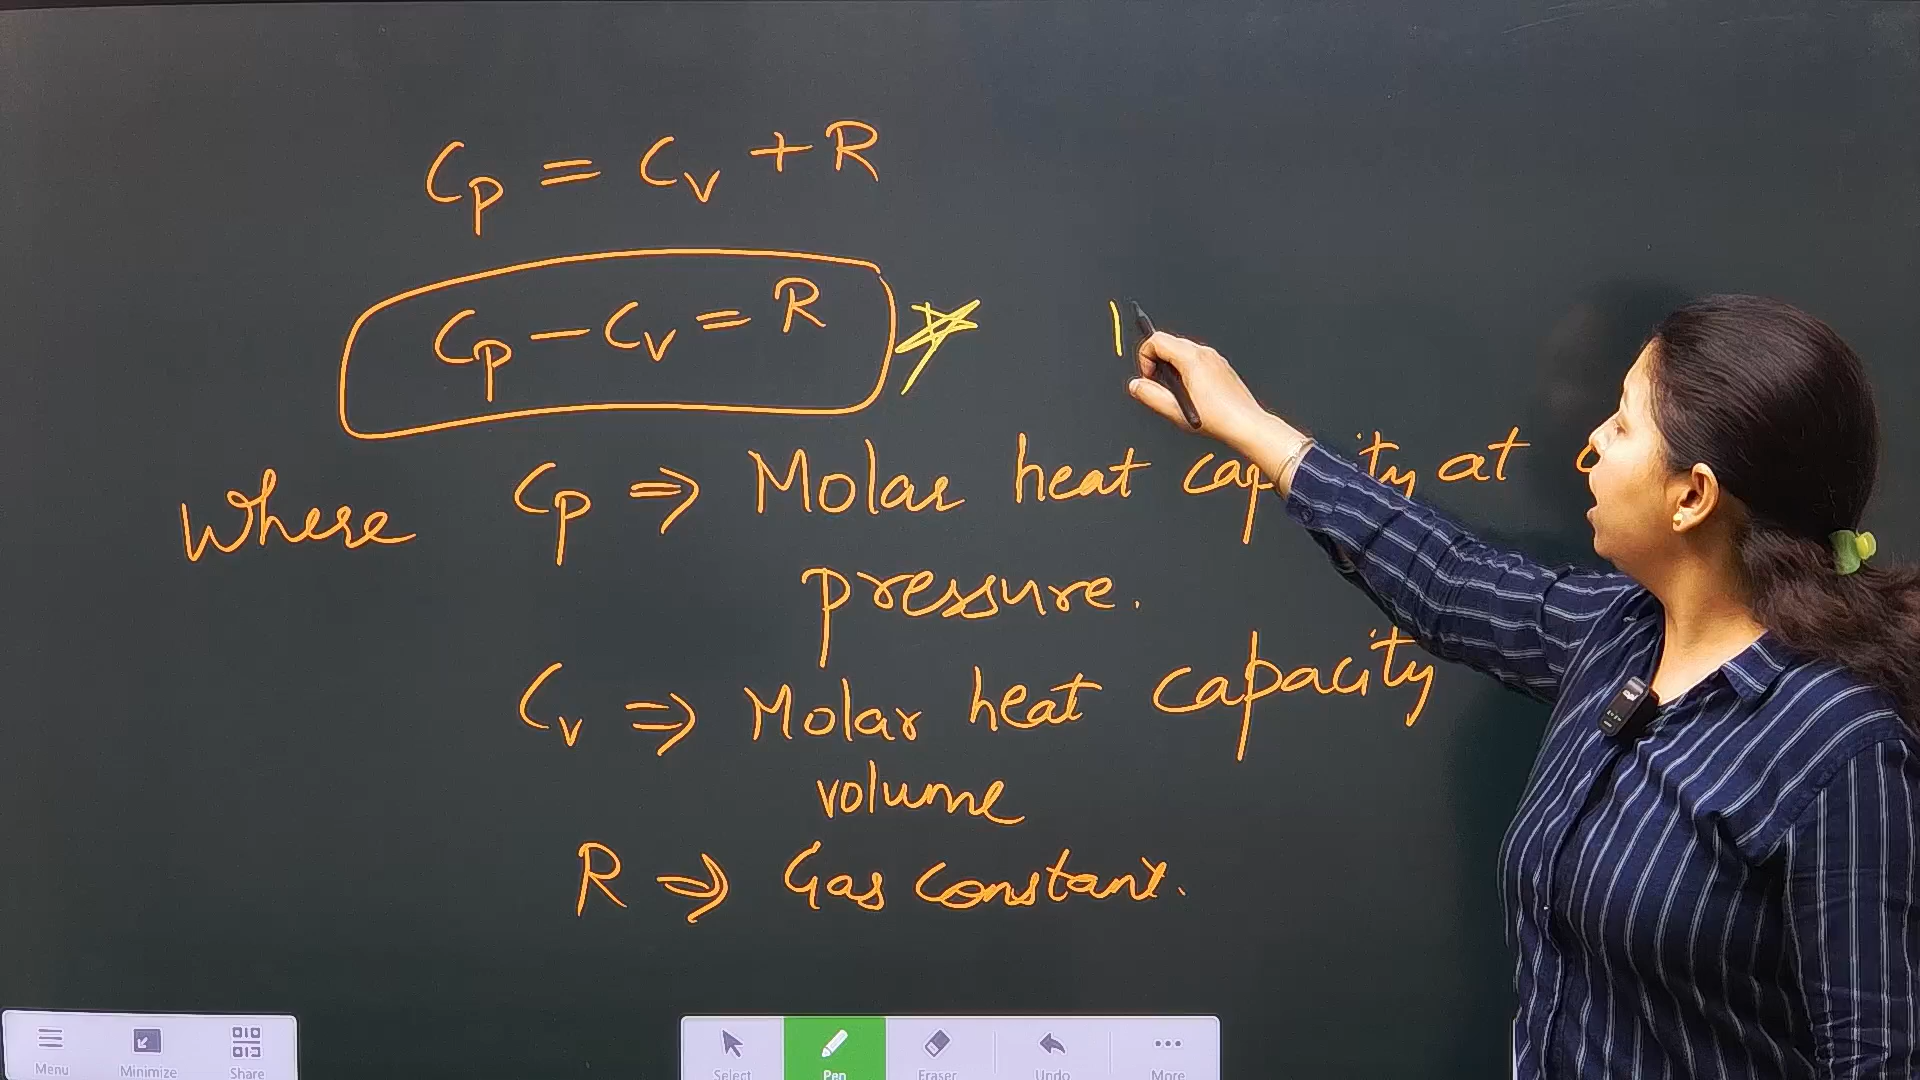 Cp = Cv + R
Cp - Cv = R
Where Cp ⇒ Molar heat capacity at
pressure.
Cv ⇒ Molar heat capacity
volume
R ⇒ Gas constant.
Menu Minimize Share Select Pen Eraser Undo More